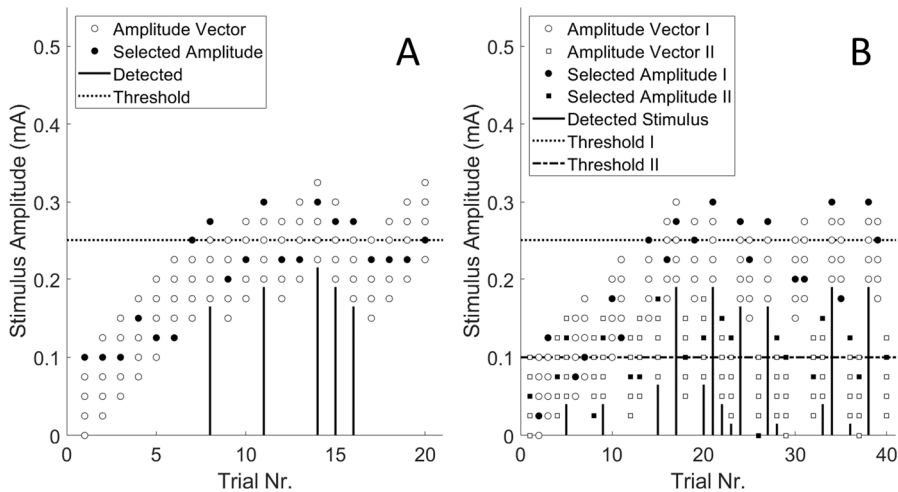 Amplitude Vector
Selected Amplitude
Detected
Threshold
A
0.5
0.4
0.3
0.2
0.1
0
Stimulus Amplitude (mA)
0 5 10 15 20
Trial Nr.
Amplitude Vector I
Amplitude Vector II
Selected Amplitude I
Selected Amplitude II
Detected Stimulus
Threshold I
Threshold II
B
0.5
0.4
0.3
0.2
0.1
0
Stimulus Amplitude (mA)
0 10 20 30 40
Trial Nr.